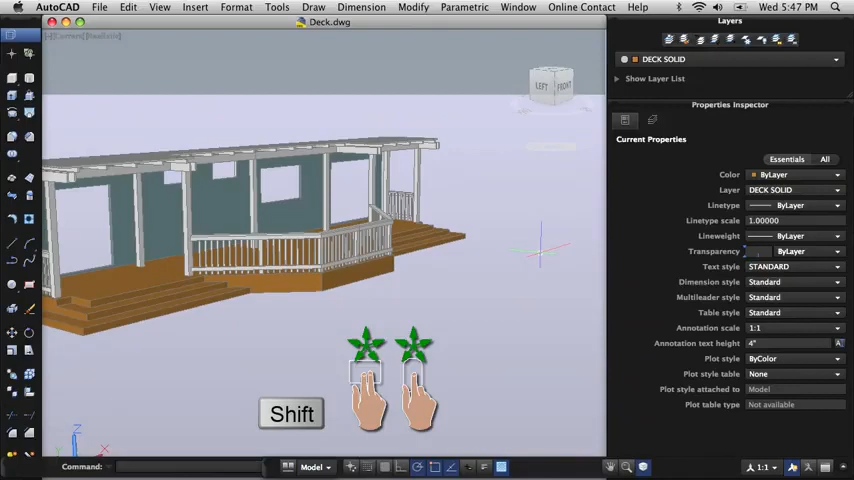 AutoCAD File Edit View Insert Format Tools Draw Dimension Modify Parametric Window Online Contact Help Wed 5:47 PM
Deck.dwg
Layers
DECK SOLID
Show Layer List
Properties Inspector
Current Properties
Essentials All
Color ByLayer
Layer DECK SOLID
Linetype ByLayer
Linetype scale 1.00000
Lineweight ByLayer
Transparency ByLayer
Text style STANDARD
Dimension style Standard
Multileader style Standard
Table style Standard
Annotation scale 1:1
Annotation text height 4"
Plot style ByColor
Plot style table None
Plot style attached to Model
Plot table type Not available
LEFT FRONT
Shift
Z
X
Command: Model 1:1